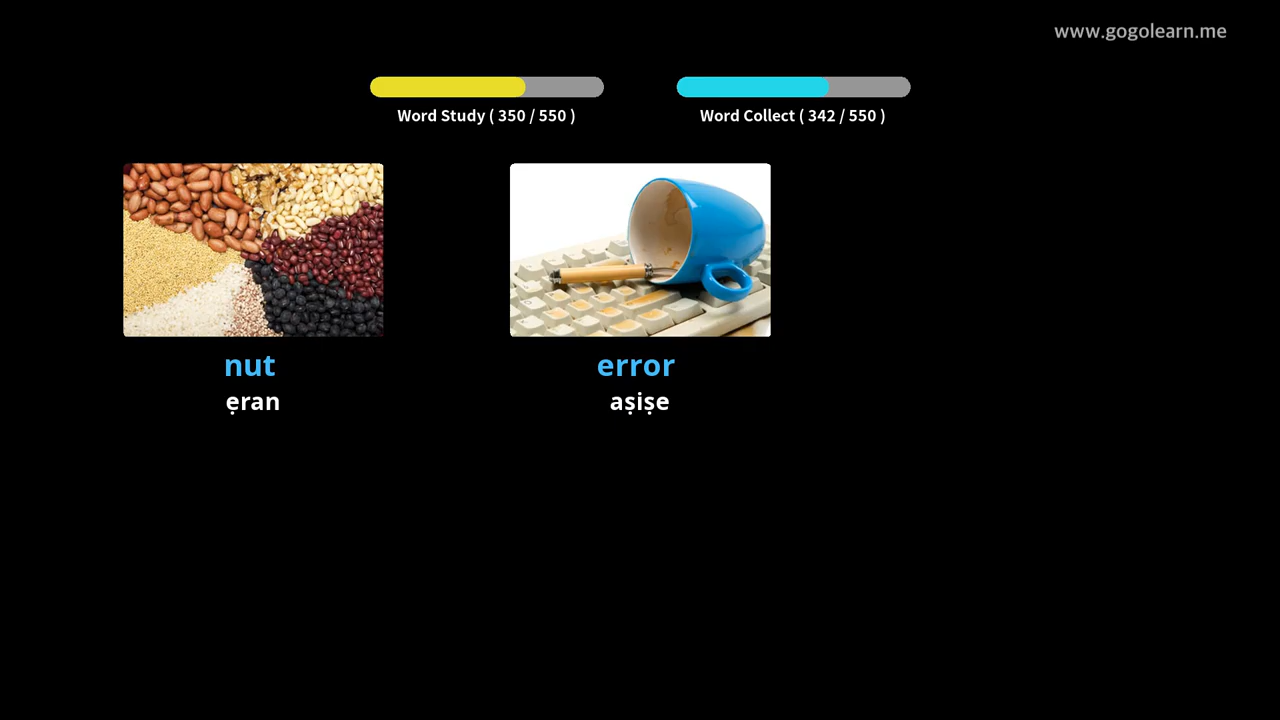 www.gogolearn.me
Word Study ( 350 / 550 )
Word Collect ( 342 / 550 )
nut
ẹran
error
aṣiṣe